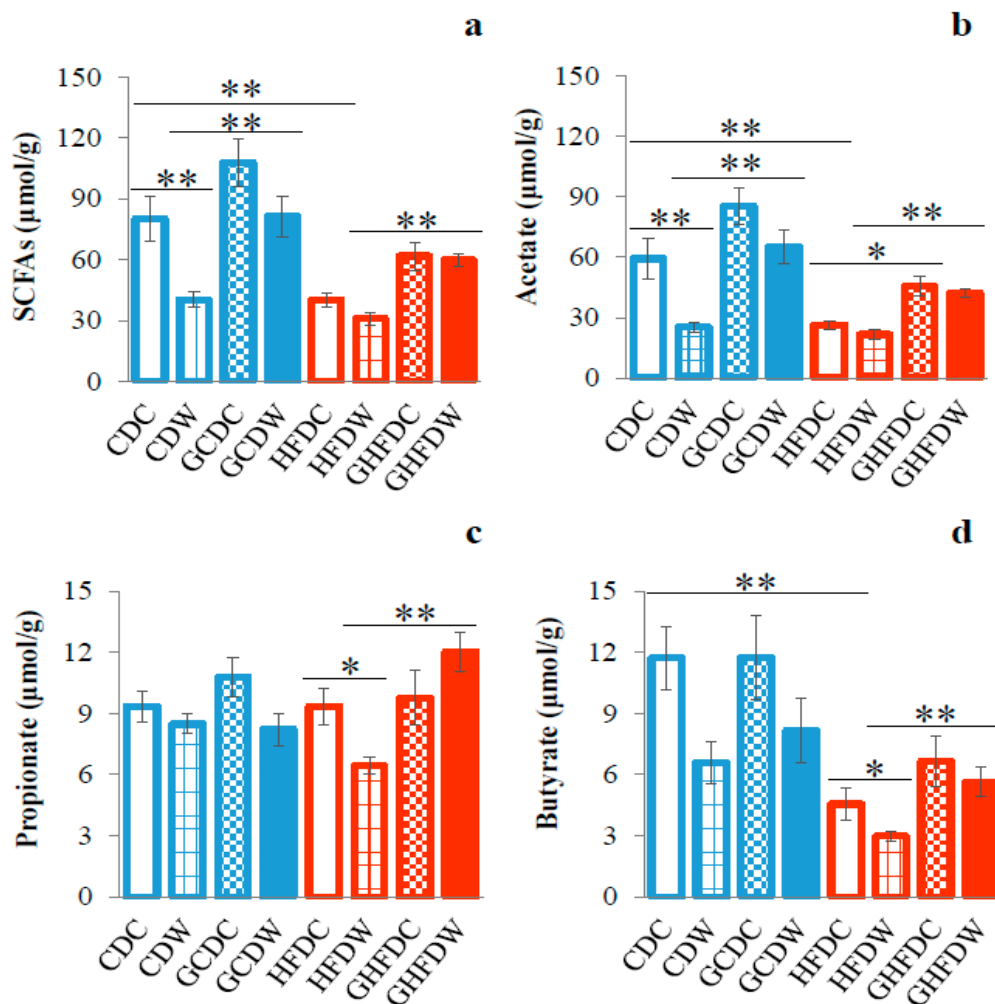 a
SCFAs (µmol/g)
150
120
90
60
30
0
**
**
**
**
CDC
CDW
GCDC
GCDW
HFDC
HFDW
GHFDC
GHFDW
b
Acetate (µmol/g)
150
120
90
60
30
0
**
**
**
**
*
CDC
CDW
GCDC
GCDW
HFDC
HFDW
GHFDC
GHFDW
c
Propionate (µmol/g)
15
12
9
6
3
0
**
*
CDC
CDW
GCDC
GCDW
HFDC
HFDW
GHFDC
GHFDW
d
Butyrate (µmol/g)
15
12
9
6
3
0
**
**
*
CDC
CDW
GCDC
GCDW
HFDC
HFDW
GHFDC
GHFDW